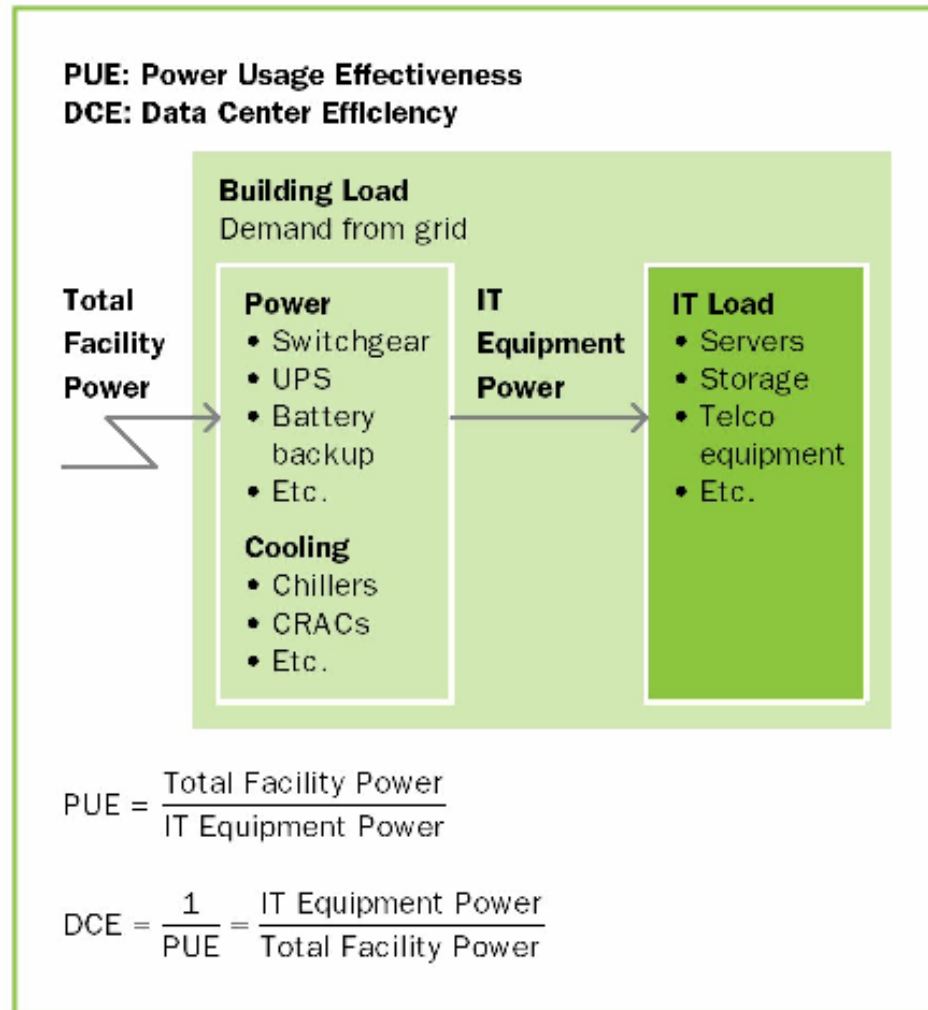 PUE: Power Usage Effectiveness
DCE: Data Center Efficiency
Building Load
Demand from grid
Total
Facility
Power
Power
• Switchgear
• UPS
• Battery
backup
• Etc.
Cooling
• Chillers
• CRACs
• Etc.
IT
Equipment
Power
IT Load
• Servers
• Storage
• Telco
equipment
• Etc.
PUE = Total Facility Power / IT Equipment Power
DCE = 1 / PUE = IT Equipment Power / Total Facility Power